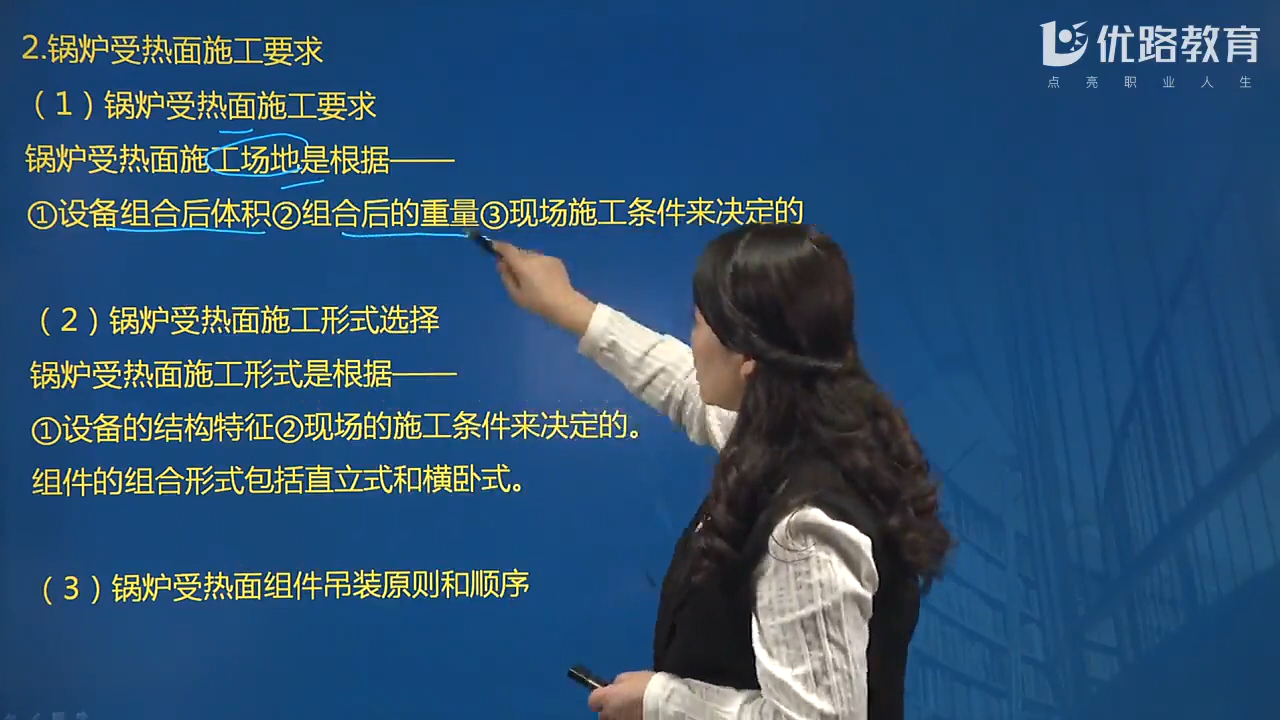 优路教育
点亮职业人生
2.锅炉受热面施工要求
（1）锅炉受热面施工要求
锅炉受热面施工场地是根据——
①设备组合后体积②组合后的重量③现场施工条件来决定的
（2）锅炉受热面施工形式选择
锅炉受热面施工形式是根据——
①设备的结构特征②现场的施工条件来决定的。
组件的组合形式包括直立式和横卧式。
（3）锅炉受热面组件吊装原则和顺序